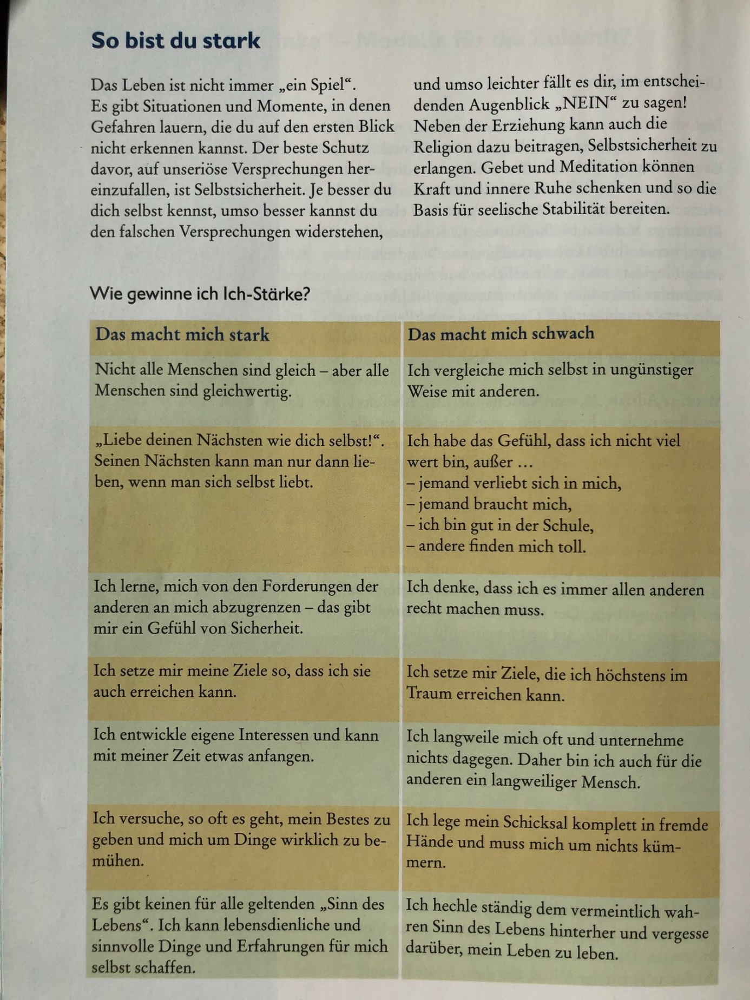 So bist du stark
Das Leben ist nicht immer „ein Spiel“.
Es gibt Situationen und Momente, in denen
Gefahren lauern, die du auf den ersten Blick
nicht erkennen kannst. Der beste Schutz
davor, auf unseriöse Versprechungen her-
einzufallen, ist Selbstsicherheit. Je besser du
dich selbst kennst, umso besser kannst du
den falschen Versprechungen widerstehen,
und umso leichter fällt es dir, im entschei-
denden Augenblick „NEIN“ zu sagen!
Neben der Erziehung kann auch die
Religion dazu beitragen, Selbstsicherheit zu
erlangen. Gebet und Meditation können
Kraft und innere Ruhe schenken und so die
Basis für seelische Stabilität bereiten.
Wie gewinne ich Ich-Stärke?
Das macht mich stark
Das macht mich schwach
Nicht alle Menschen sind gleich – aber alle
Menschen sind gleichwertig.
Ich vergleiche mich selbst in ungünstiger
Weise mit anderen.
„Liebe deinen Nächsten wie dich selbst!“.
Seinen Nächsten kann man nur dann lie-
ben, wenn man sich selbst liebt.
Ich habe das Gefühl, dass ich nicht viel
wert bin, außer …
– jemand verliebt sich in mich,
– jemand braucht mich,
– ich bin gut in der Schule,
– andere finden mich toll.
Ich lerne, mich von den Forderungen der
anderen an mich abzugrenzen – das gibt
mir ein Gefühl von Sicherheit.
Ich denke, dass ich es immer allen anderen
recht machen muss.
Ich setze mir meine Ziele so, dass ich sie
auch erreichen kann.
Ich setze mir Ziele, die ich höchstens im
Traum erreichen kann.
Ich entwickle eigene Interessen und kann
mit meiner Zeit etwas anfangen.
Ich langweile mich oft und unternehme
nichts dagegen. Daher bin ich auch für die
anderen ein langweiliger Mensch.
Ich versuche, so oft es geht, mein Bestes zu
geben und mich um Dinge wirklich zu be-
mühen.
Ich lege mein Schicksal komplett in fremde
Hände und muss mich um nichts küm-
mern.
Es gibt keinen für alle geltenden „Sinn des
Lebens“. Ich kann lebensdienliche und
sinnvolle Dinge und Erfahrungen für mich
selbst schaffen.
Ich hechle ständig dem vermeintlich wah-
ren Sinn des Lebens hinterher und vergesse
darüber, mein Leben zu leben.